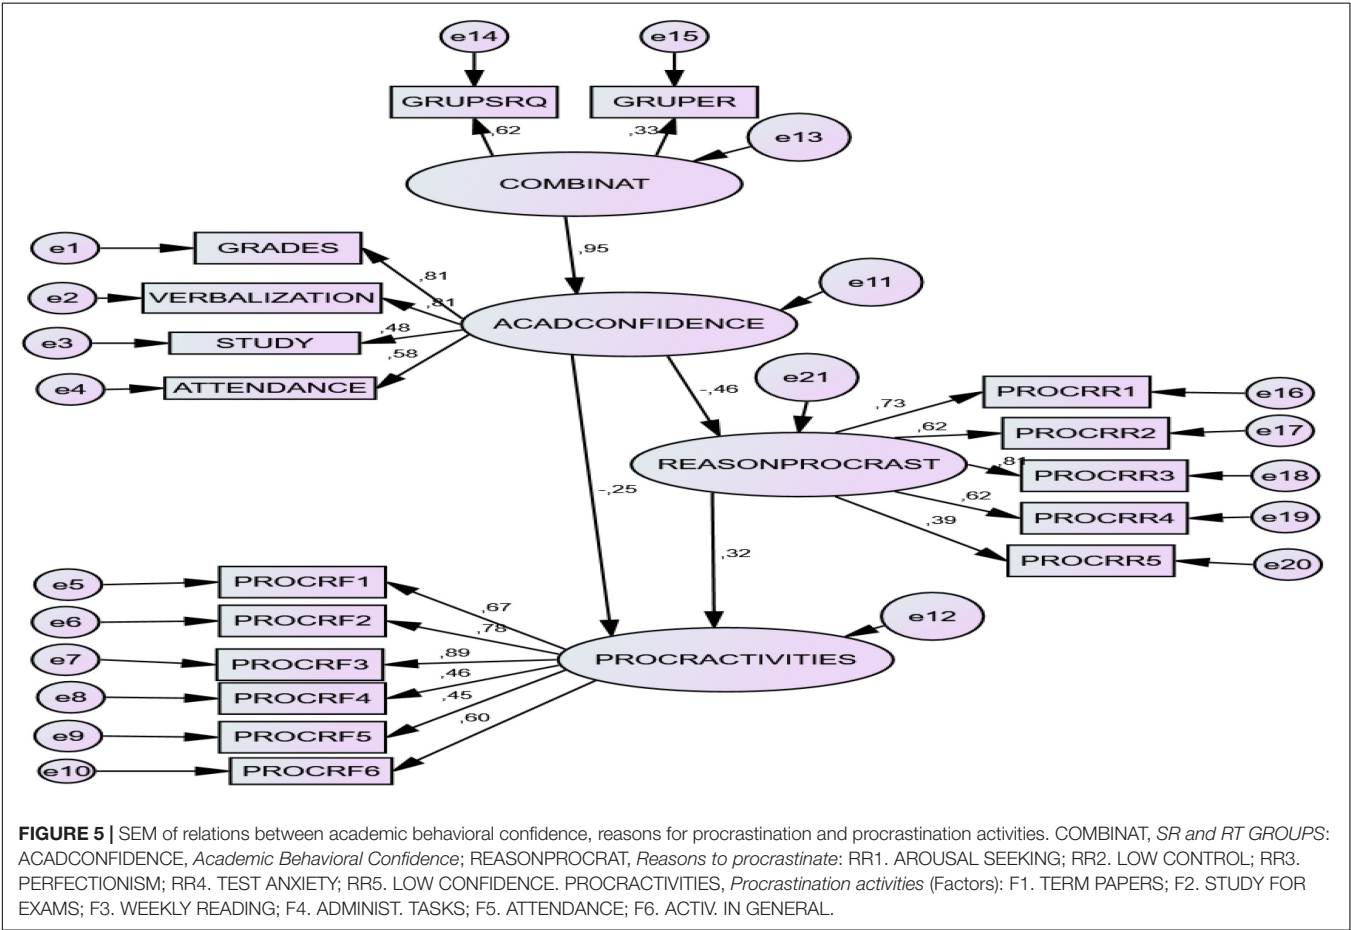 e14 e15
GRUPSRQ GRUPER
,62 ,33 e13
COMBINAT
,95
e1 GRADES ,81
e2 VERBALIZATION ,81
e3 STUDY ,48
e4 ATTENDANCE ,58
ACADCONFIDENCE e11
-,46 e21
REASONPROCRAST
,73 PROCRR1 e16
,62 PROCRR2 e17
,81 PROCRR3 e18
,62 PROCRR4 e19
,39 PROCRR5 e20
-,25 ,32
e5 PROCRF1 ,67
e6 PROCRF2 ,78
e7 PROCRF3 ,89
e8 PROCRF4 ,46
e9 PROCRF5 ,45
e10 PROCRF6 ,60
PROCRACTIVITIES e12
FIGURE 5 | SEM of relations between academic behavioral confidence, reasons for procrastination and procrastination activities. COMBINAT, SR and RT GROUPS:
ACADCONFIDENCE, Academic Behavioral Confidence; REASONPROCRAT, Reasons to procrastinate: RR1. AROUSAL SEEKING; RR2. LOW CONTROL; RR3.
PERFECTIONISM; RR4. TEST ANXIETY; RR5. LOW CONFIDENCE. PROCRACTIVITIES, Procrastination activities (Factors): F1. TERM PAPERS; F2. STUDY FOR
EXAMS; F3. WEEKLY READING; F4. ADMINIST. TASKS; F5. ATTENDANCE; F6. ACTIV. IN GENERAL.